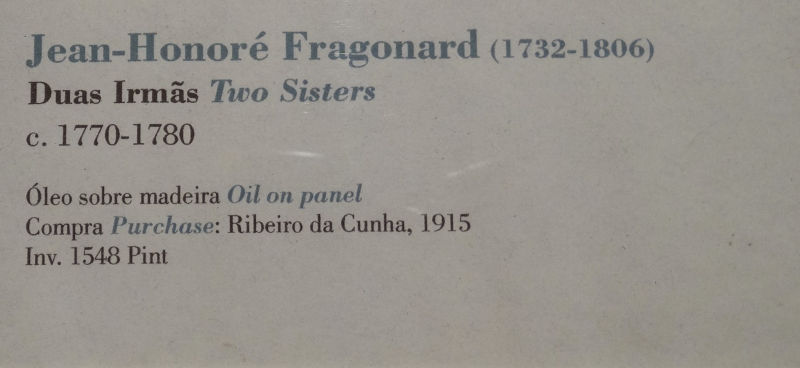 Jean-Honoré Fragonard (1732-1806)
Duas Irmãs Two Sisters
c. 1770-1780
Óleo sobre madeira Oil on panel
Compra Purchase: Ribeiro da Cunha, 1915
Inv. 1548 Pint